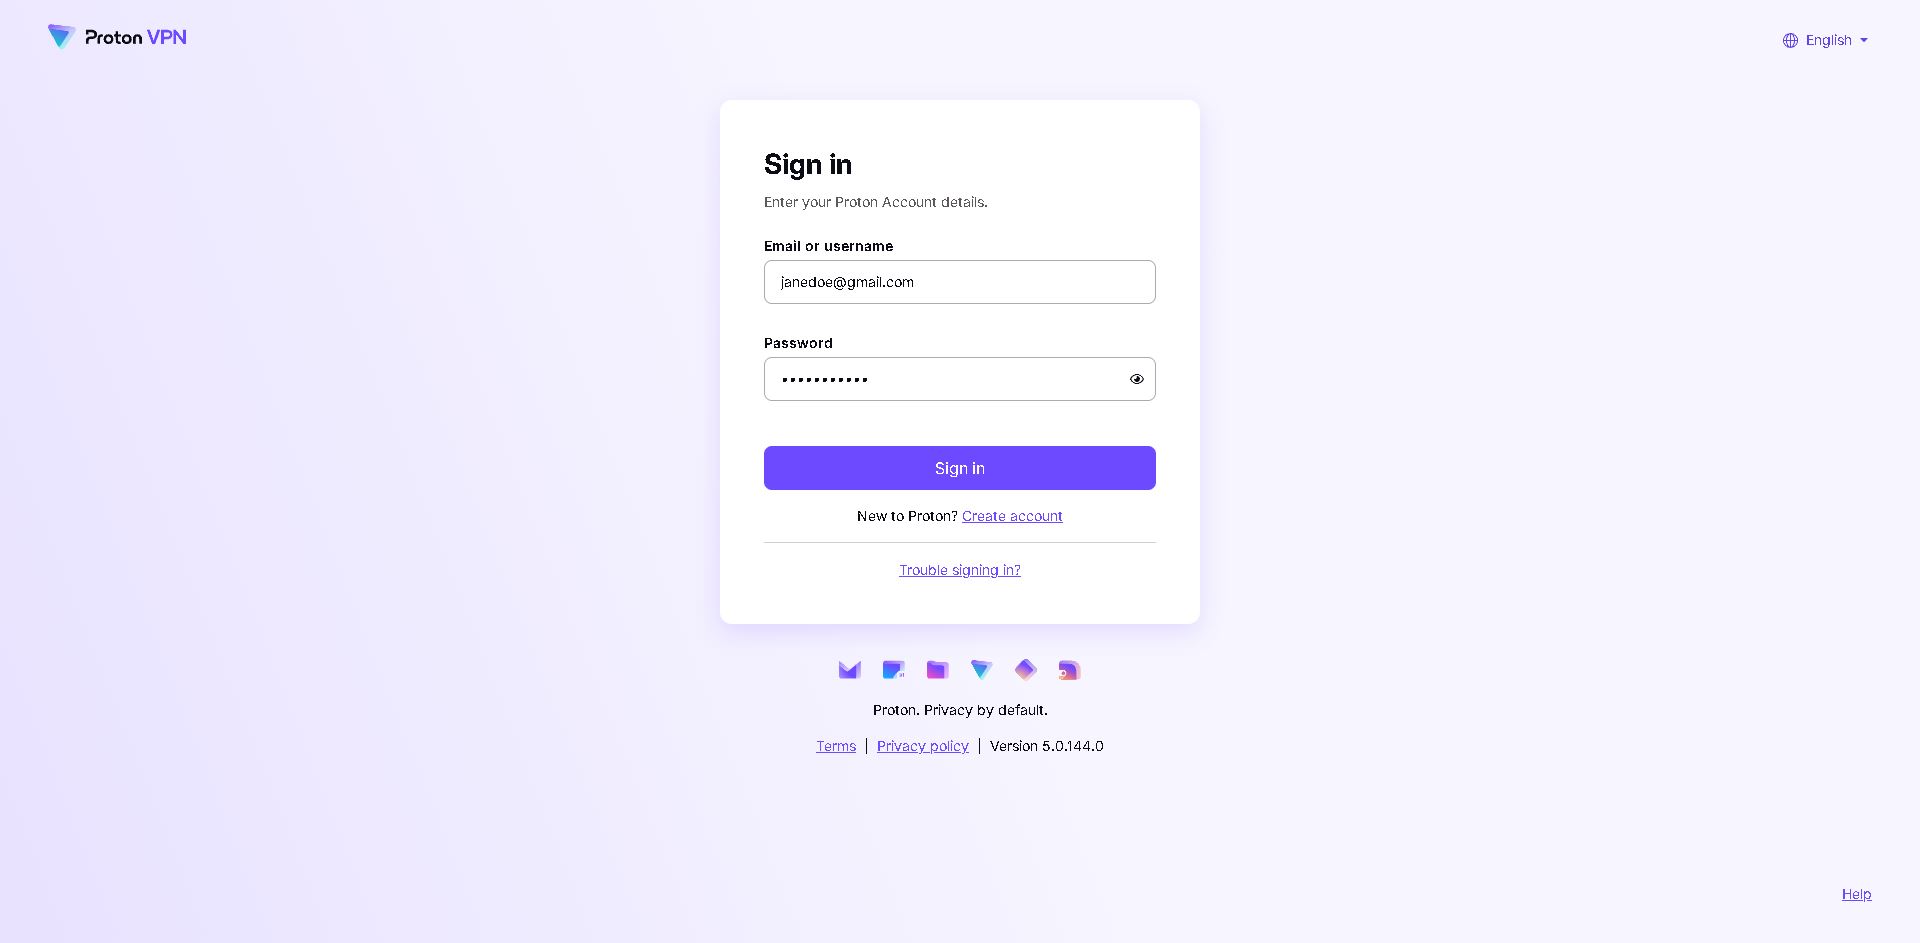 Proton VPN
English
Sign in
Enter your Proton Account details.
Email or username
janedoe@gmail.com
Password
•••••••••••
Sign in
New to Proton? Create account
Trouble signing in?
Proton. Privacy by default.
Terms | Privacy policy | Version 5.0.144.0
Help